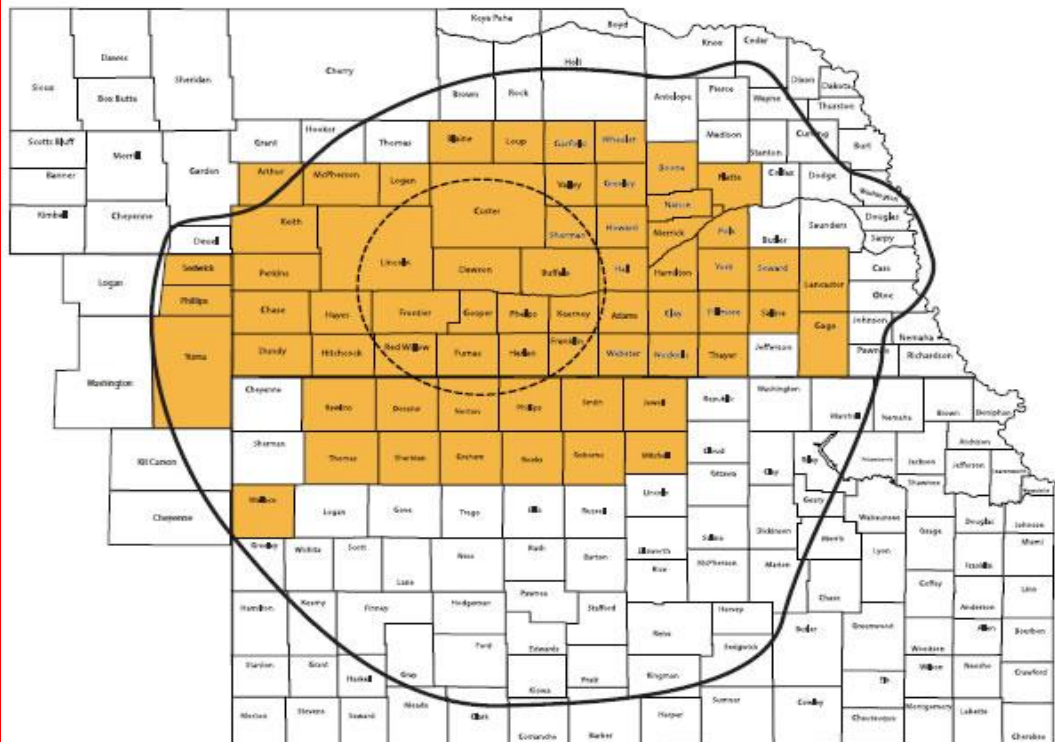 Keya Paha
Boyd
Knox
Cedar
Dawes
Sheridan
Cherry
Holt
Dixon
Dakota
Sioux
Box Butte
Brown
Rock
Antelope
Pierce
Wayne
Thurston
Scotts Bluff
Morrill
Garden
Grant
Hooker
Thomas
Blaine
Loup
Garfield
Wheeler
Madison
Stanton
Cuming
Burt
Banner
Arthur
McPherson
Logan
Valley
Greeley
Boone
Platte
Colfax
Dodge
Washington
Kimball
Cheyenne
Deuel
Keith
Custer
Sherman
Howard
Nance
Merrick
Polk
Butler
Saunders
Douglas
Sarpy
Logan
Sedwick
Perkins
Lincoln
Dawson
Buffalo
Hall
Hamilton
York
Seward
Lancaster
Cass
Otoe
Phillips
Chase
Hayes
Frontier
Gosper
Phelps
Kearney
Adams
Clay
Fillmore
Saline
Gage
Johnson
Nemaha
Washington
Yuma
Dundy
Hitchcock
Red Willow
Furnas
Harlan
Franklin
Webster
Nuckolls
Thayer
Jefferson
Pawnee
Richardson
Cheyenne
Rawlins
Decatur
Norton
Phillips
Smith
Jewell
Republic
Washington
Marshall
Nemaha
Brown
Doniphan
Kit Carson
Sherman
Thomas
Sheridan
Graham
Rooks
Osborne
Mitchell
Cloud
Ottawa
Clay
Riley
Jackson
Atchison
Jefferson
Shawnee
Cheyenne
Wallace
Logan
Gove
Trego
Ellis
Russell
Lincoln
Saline
Dickinson
Geary
Morris
Wabaunsee
Osage
Douglas
Johnson
Greeley
Wichita
Scott
Lane
Ness
Rush
Barton
Ellsworth
Rice
McPherson
Marion
Chase
Lyon
Coffey
Franklin
Miami
Anderson
Linn
Hamilton
Kearny
Finney
Hodgeman
Pawnee
Stafford
Reno
Harvey
Sedgwick
Butler
Greenwood
Woodson
Allen
Bourbon
Stanton
Grant
Haskell
Gray
Ford
Edwards
Kiowa
Pratt
Kingman
Elk
Wilson
Neosho
Crawford
Morton
Stevens
Seward
Meade
Clark
Comanche
Barber
Harper
Sumner
Cowley
Chautauqua
Montgomery
Labette
Cherokee